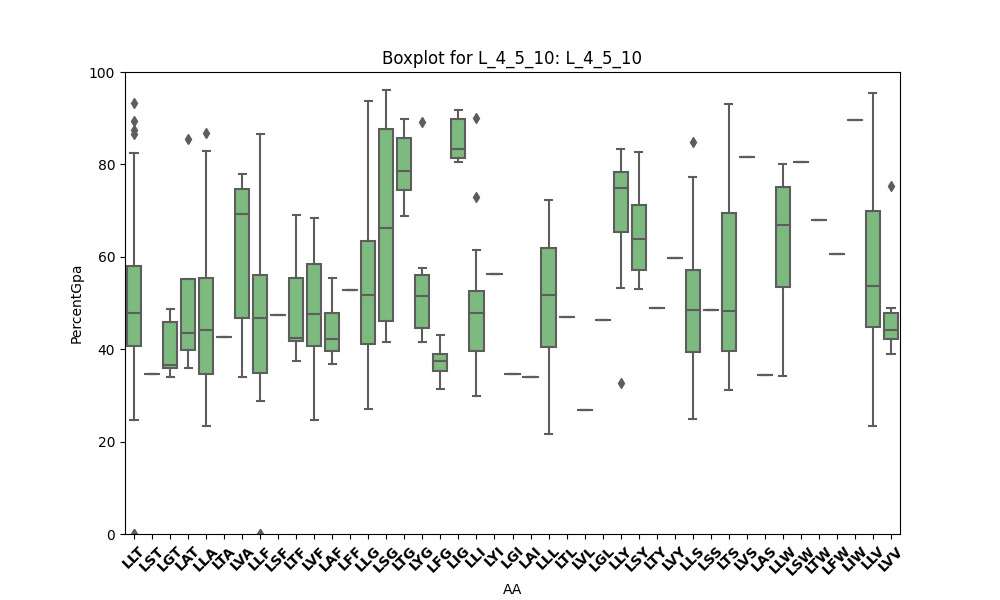 Boxplot for L_4_5_10: L_4_5_10
PercentGpa
100
80
60
40
20
0
LLT LST LGT LAT LLA LTA LVA LLF LSF LTF LVF LAF LFF LLG LSG LTG LYG LFG LIG LLI LYI LGI LAI LLL LTL LVL LGL LLY LSY LTY LVY LLS LSS LTS LVS LAS LLW LSW LTW LFW LIW LLV LVV
AA